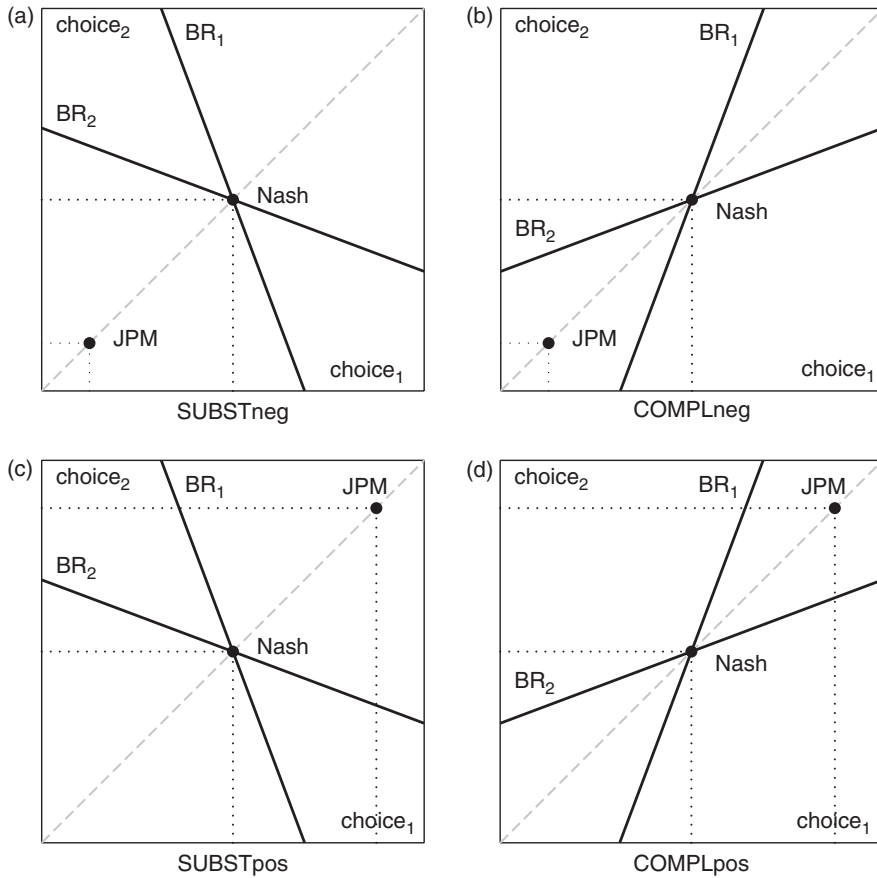 (a)
choice₂
BR₁
BR₂
Nash
JPM
choice₁
SUBSTneg
(b)
choice₂
BR₁
BR₂
Nash
JPM
choice₁
COMPLneg
(c)
choice₂
BR₁
JPM
BR₂
Nash
choice₁
SUBSTpos
(d)
choice₂
BR₁
JPM
BR₂
Nash
choice₁
COMPLpos